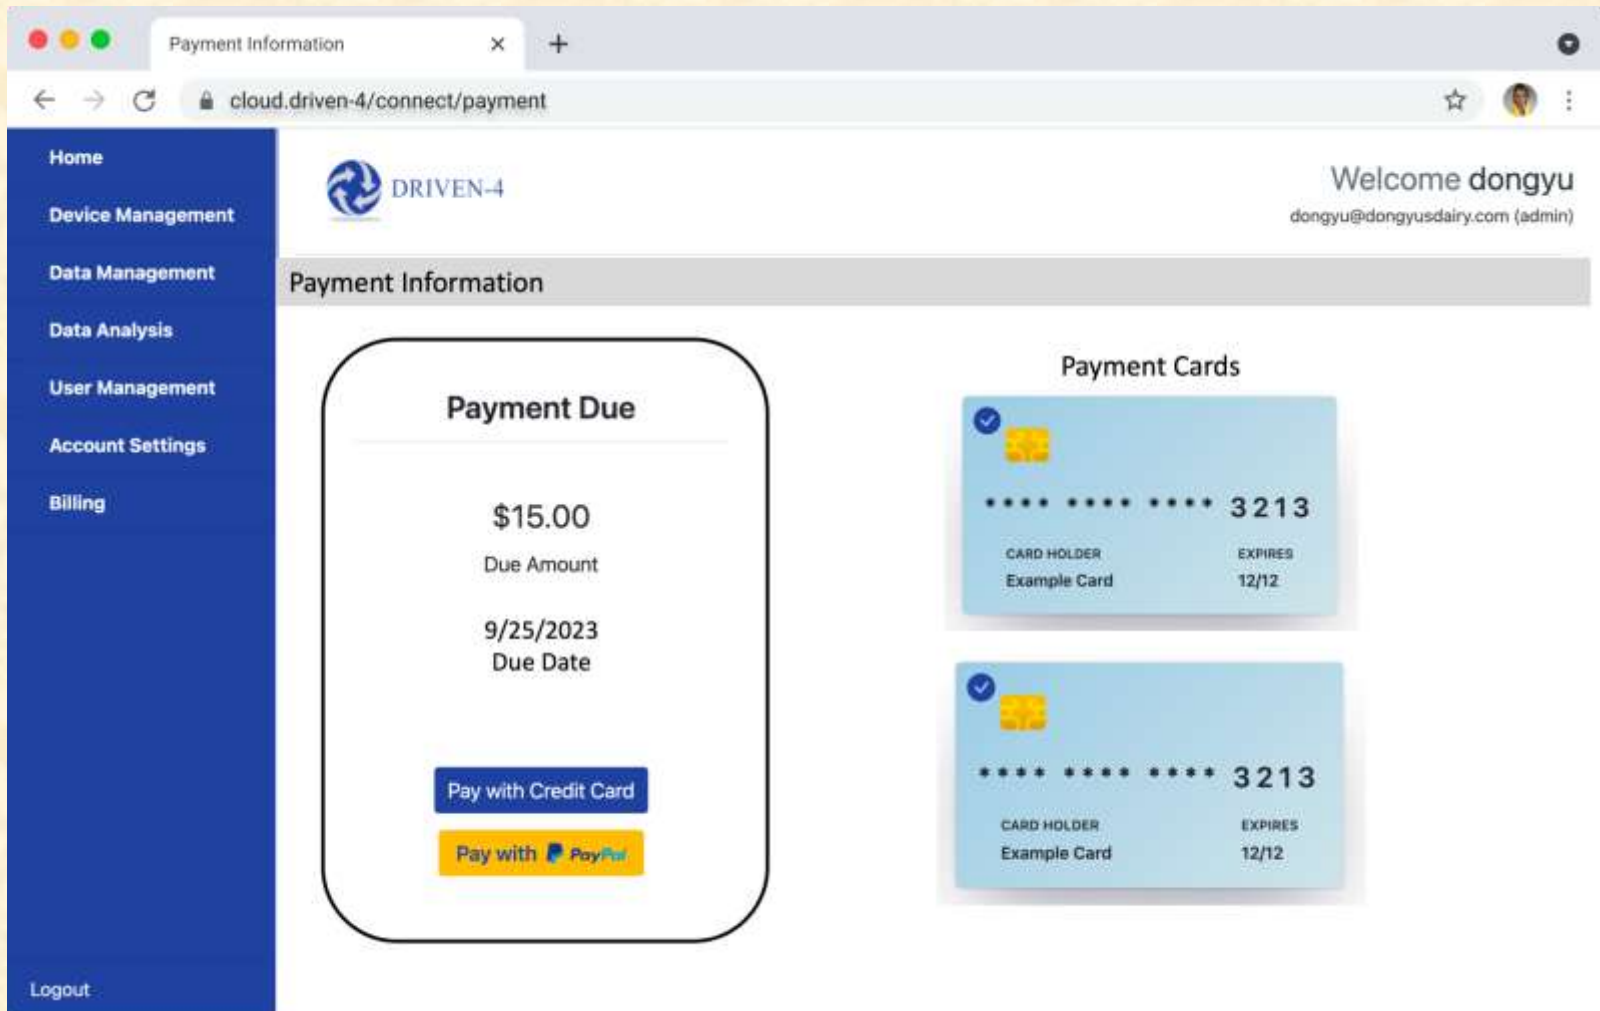 Payment Information
cloud.driven-4/connect/payment
Home
Device Management
Data Management
Data Analysis
User Management
Account Settings
Billing
Logout
DRIVEN-4
Welcome dongyu
dongyu@dongyusdairy.com (admin)
Payment Information
Payment Due
$15.00
Due Amount
9/25/2023
Due Date
Pay with Credit Card
Pay with PayPal
Payment Cards
**** **** **** 3213
CARD HOLDER EXPIRES
Example Card 12/12
**** **** **** 3213
CARD HOLDER EXPIRES
Example Card 12/12